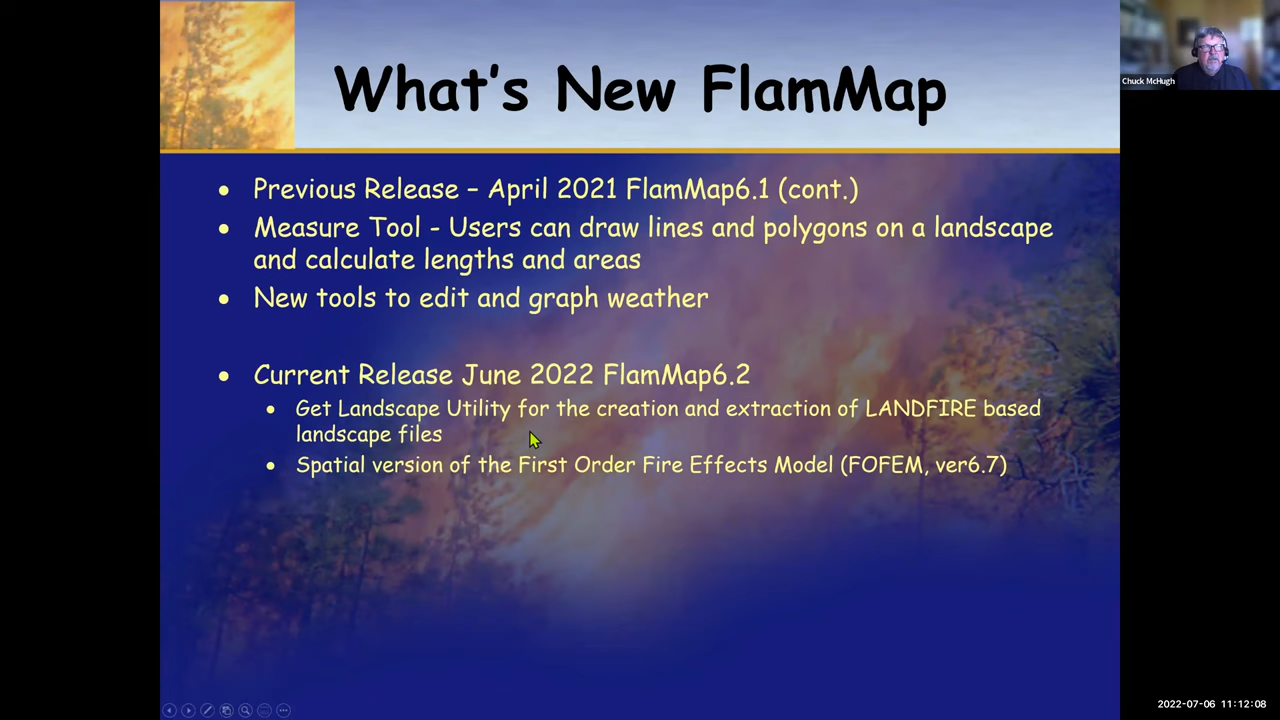 What's New FlamMap
Chuck McHugh
• Previous Release – April 2021 FlamMap6.1 (cont.)
• Measure Tool - Users can draw lines and polygons on a landscape
and calculate lengths and areas
• New tools to edit and graph weather
• Current Release June 2022 FlamMap6.2
• Get Landscape Utility for the creation and extraction of LANDFIRE based
landscape files
• Spatial version of the First Order Fire Effects Model (FOFEM, ver6.7)
2022-07-06 11:12:08